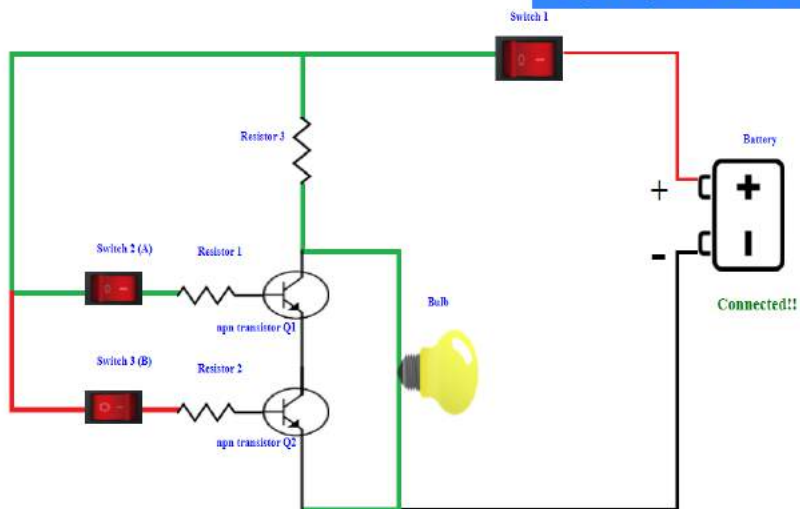 Switch 1
Resistor 3
Battery
+
Switch 2 (A)
Resistor 1
-
Bulb
Connected!!
npn transistor Q1
Switch 3 (B)
Resistor 2
npn transistor Q2